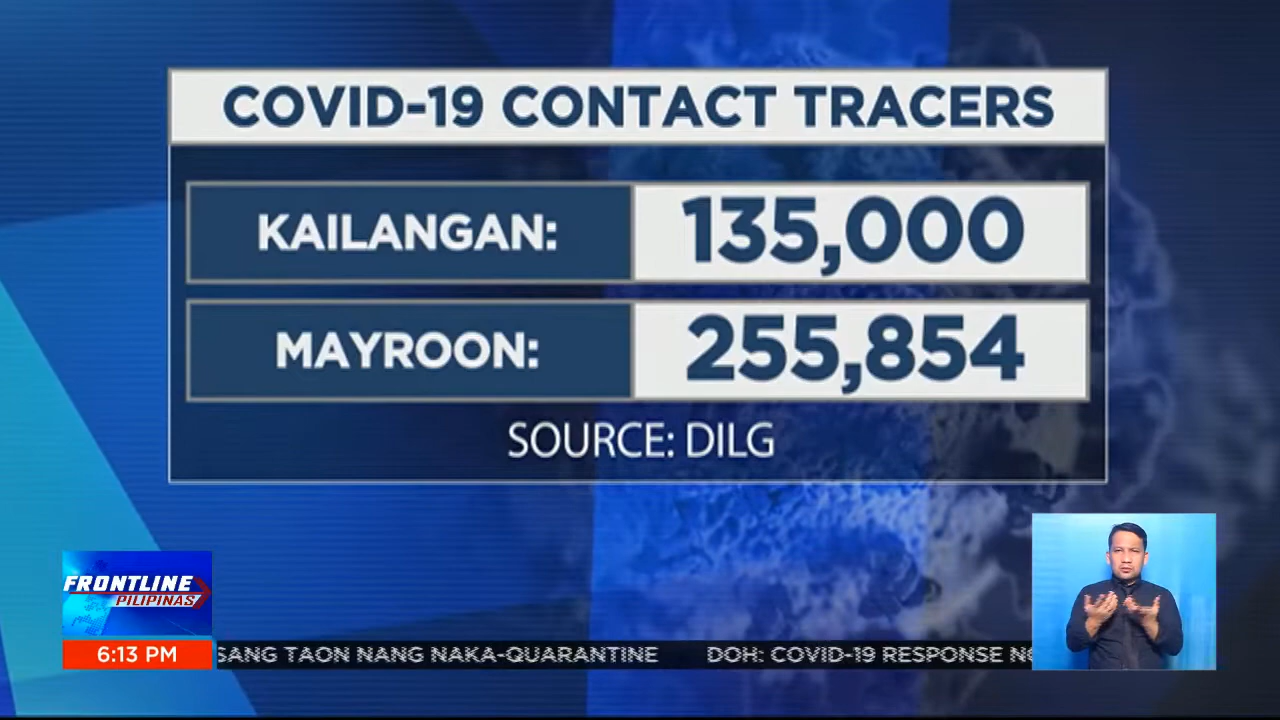 COVID-19 CONTACT TRACERS
KAILANGAN: 135,000
MAYROON: 255,854
SOURCE: DILG
FRONTLINE
PILIPINAS
6:13 PM SANG TAON NANG NAKA-QUARANTINE DOH: COVID-19 RESPONSE